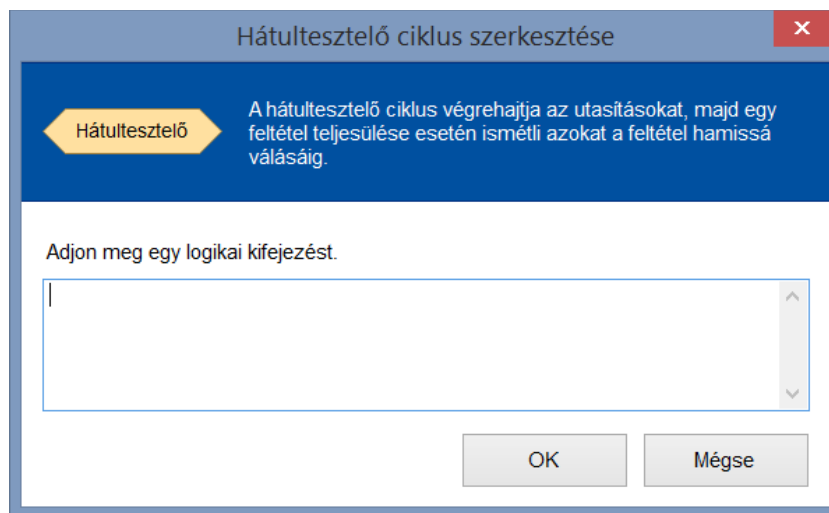 Hátultesztelő ciklus szerkesztése
Hátultesztelő
A hátultesztelő ciklus végrehajtja az utasításokat, majd egy
feltétel teljesülése esetén ismétli azokat a feltétel hamissá
válásáig.
Adjon meg egy logikai kifejezést.
OK
Mégse